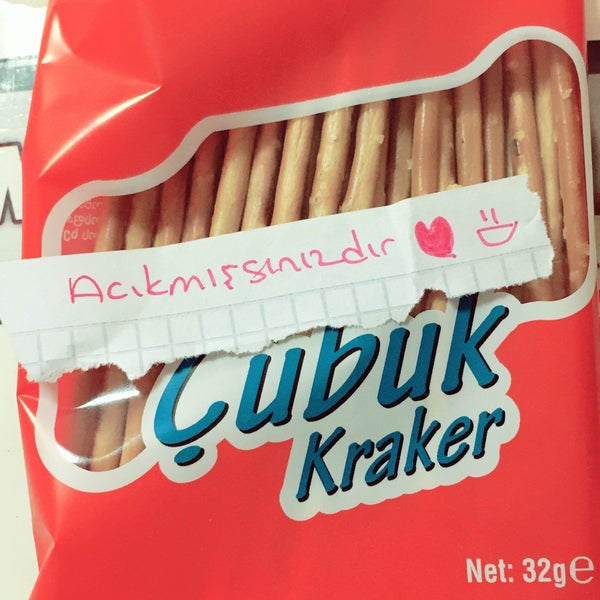 Acıkmışsınızdır
Çubuk
Kraker
Net: 32g℮